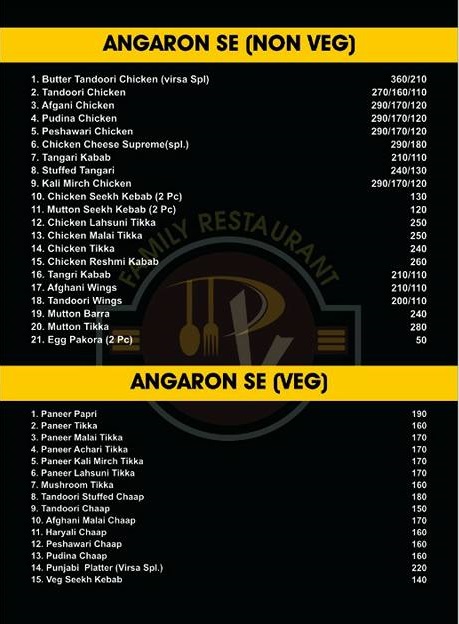 ANGARON SE (NON VEG)
1. Butter Tandoori Chicken (virsa Spl) 360/210
2. Tandoori Chicken 270/160/110
3. Afgani Chicken 290/170/120
4. Pudina Chicken 290/170/120
5. Peshawari Chicken 290/170/120
6. Chicken Cheese Supreme(spl.) 290/180
7. Tangari Kabab 210/110
8. Stuffed Tangari 240/130
9. Kali Mirch Chicken 290/170/120
10. Chicken Seekh Kebab (2 Pc) 130
11. Mutton Seekh Kebab (2 Pc) 120
12. Chicken Lahsuni Tikka 250
13. Chicken Malai Tikka 250
14. Chicken Tikka 240
15. Chicken Reshmi Kabab 260
16. Tangri Kabab 210/110
17. Afghani Wings 210/110
18. Tandoori Wings 200/110
19. Mutton Barra 240
20. Mutton Tikka 280
21. Egg Pakora (2 Pc) 50
FAMILY RESTAURANT
ANGARON SE (VEG)
1. Paneer Papri 190
2. Paneer Tikka 160
3. Paneer Malai Tikka 170
4. Paneer Achari Tikka 170
5. Paneer Kali Mirch Tikka 170
6. Paneer Lahsuni Tikka 170
7. Mushroom Tikka 160
8. Tandoori Stuffed Chaap 180
9. Tandoori Chaap 150
10. Afghani Malai Chaap 170
11. Haryali Chaap 160
12. Peshawari Chaap 160
13. Pudina Chaap 160
14. Punjabi Platter (Virsa Spl.) 220
15. Veg Seekh Kebab 140